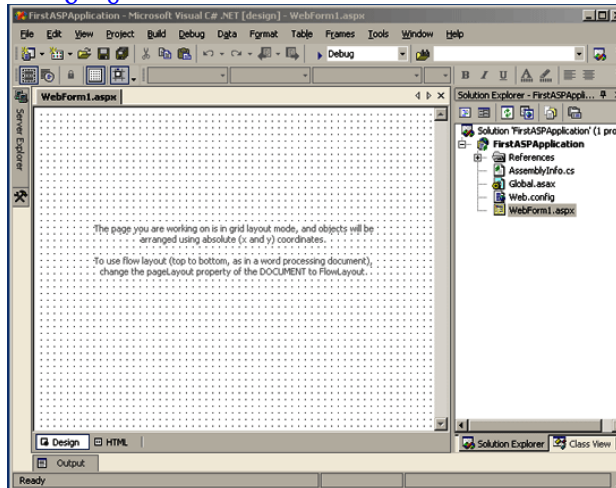 FirstASPApplication - Microsoft Visual C# .NET [design] - WebForm1.aspx
File Edit View Project Build Debug Data Format Table Frames Tools Window Help
Debug
B I U A
WebForm1.aspx
Solution Explorer - FirstASPAppli...
Server Explorer
Solution 'FirstASPApplication' (1 pro
FirstASPApplication
References
AssemblyInfo.cs
Global.asax
Web.config
WebForm1.aspx
The page you are working on is in grid layout mode, and objects will be
arranged using absolute (x and y) coordinates.
To use flow layout (top to bottom, as in a word processing document),
change the pageLayout property of the DOCUMENT to FlowLayout.
Design HTML
Solution Explorer Class View
Output
Ready